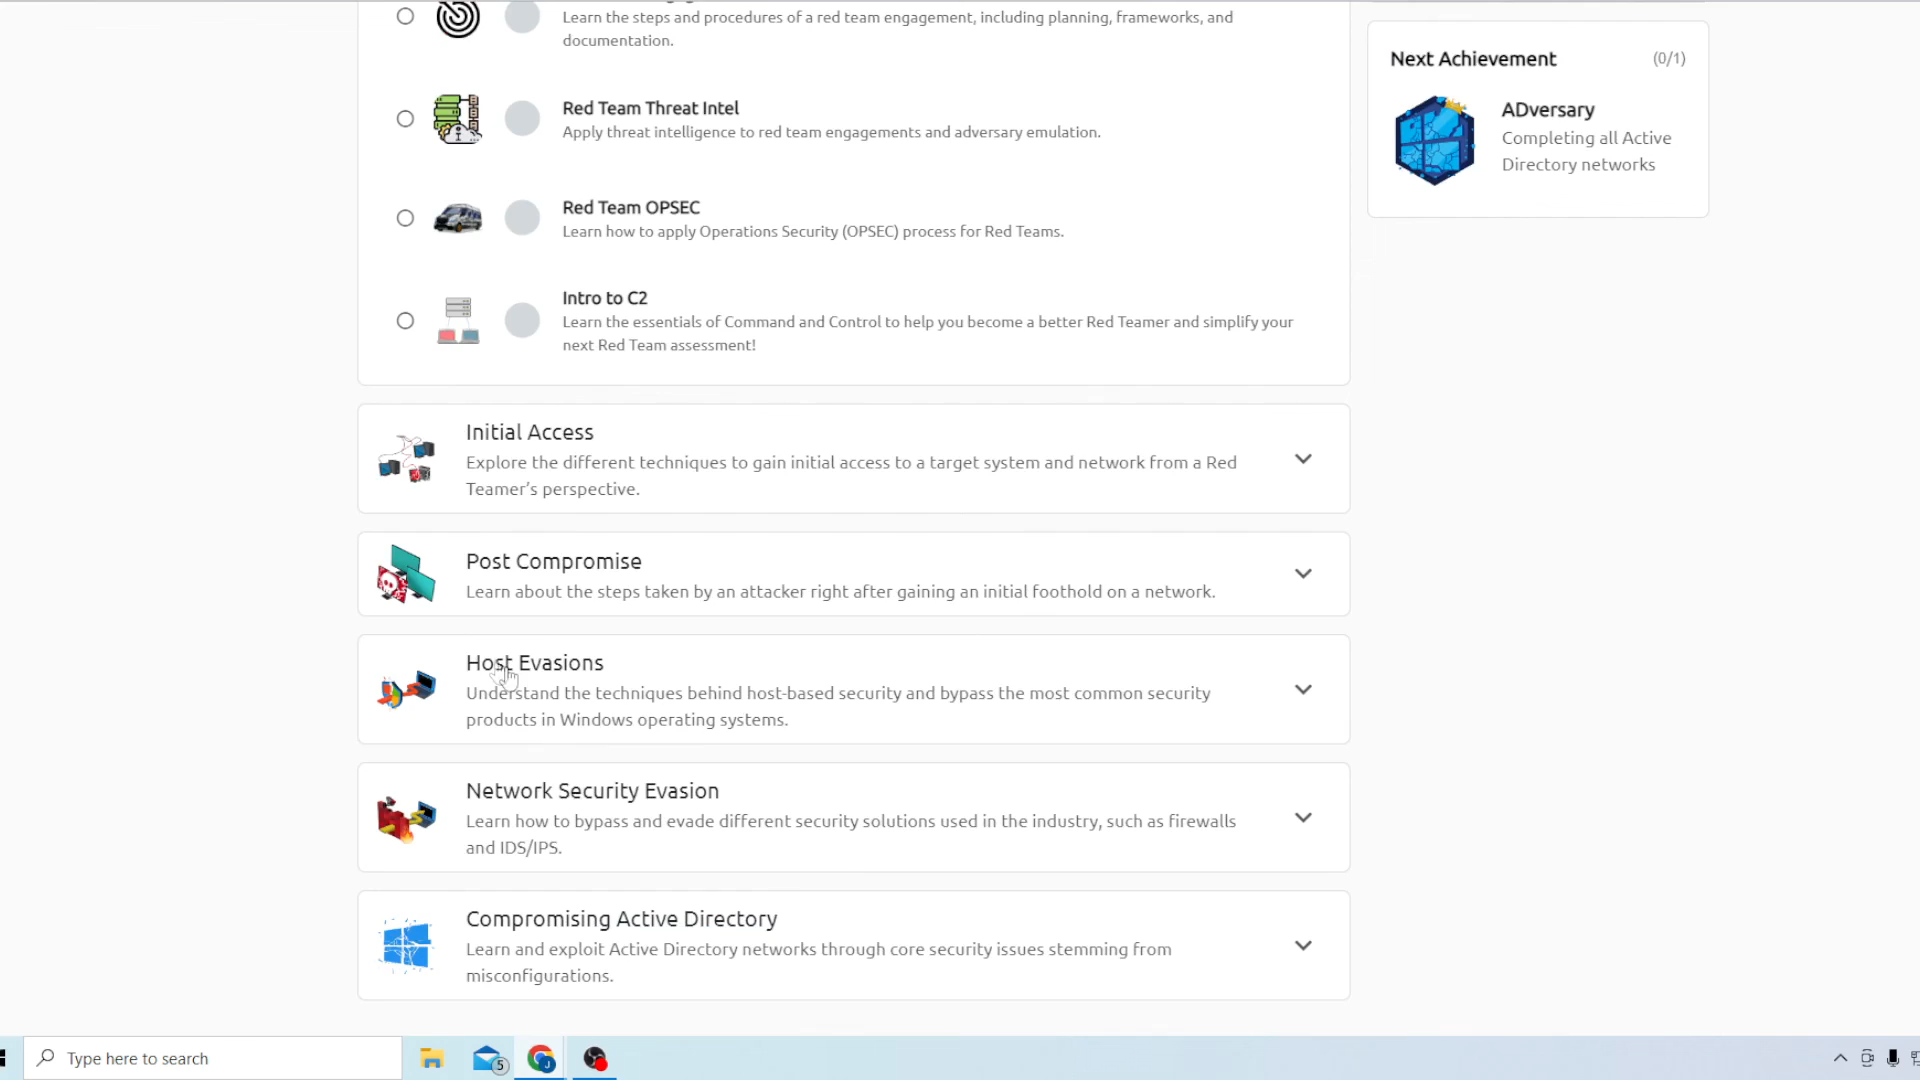 Learn the steps and procedures of a red team engagement, including planning, frameworks, and
documentation.
Red Team Threat Intel
Apply threat intelligence to red team engagements and adversary emulation.
Red Team OPSEC
Learn how to apply Operations Security (OPSEC) process for Red Teams.
Intro to C2
Learn the essentials of Command and Control to help you become a better Red Teamer and simplify your
next Red Team assessment!
Initial Access
Explore the different techniques to gain initial access to a target system and network from a Red
Teamer's perspective.
Post Compromise
Learn about the steps taken by an attacker right after gaining an initial foothold on a network.
Host Evasions
Understand the techniques behind host-based security and bypass the most common security
products in Windows operating systems.
Network Security Evasion
Learn how to bypass and evade different security solutions used in the industry, such as firewalls
and IDS/IPS.
Compromising Active Directory
Learn and exploit Active Directory networks through core security issues stemming from
misconfigurations.
Next Achievement (0/1)
ADversary
Completing all Active
Directory networks
Type here to search
5
J